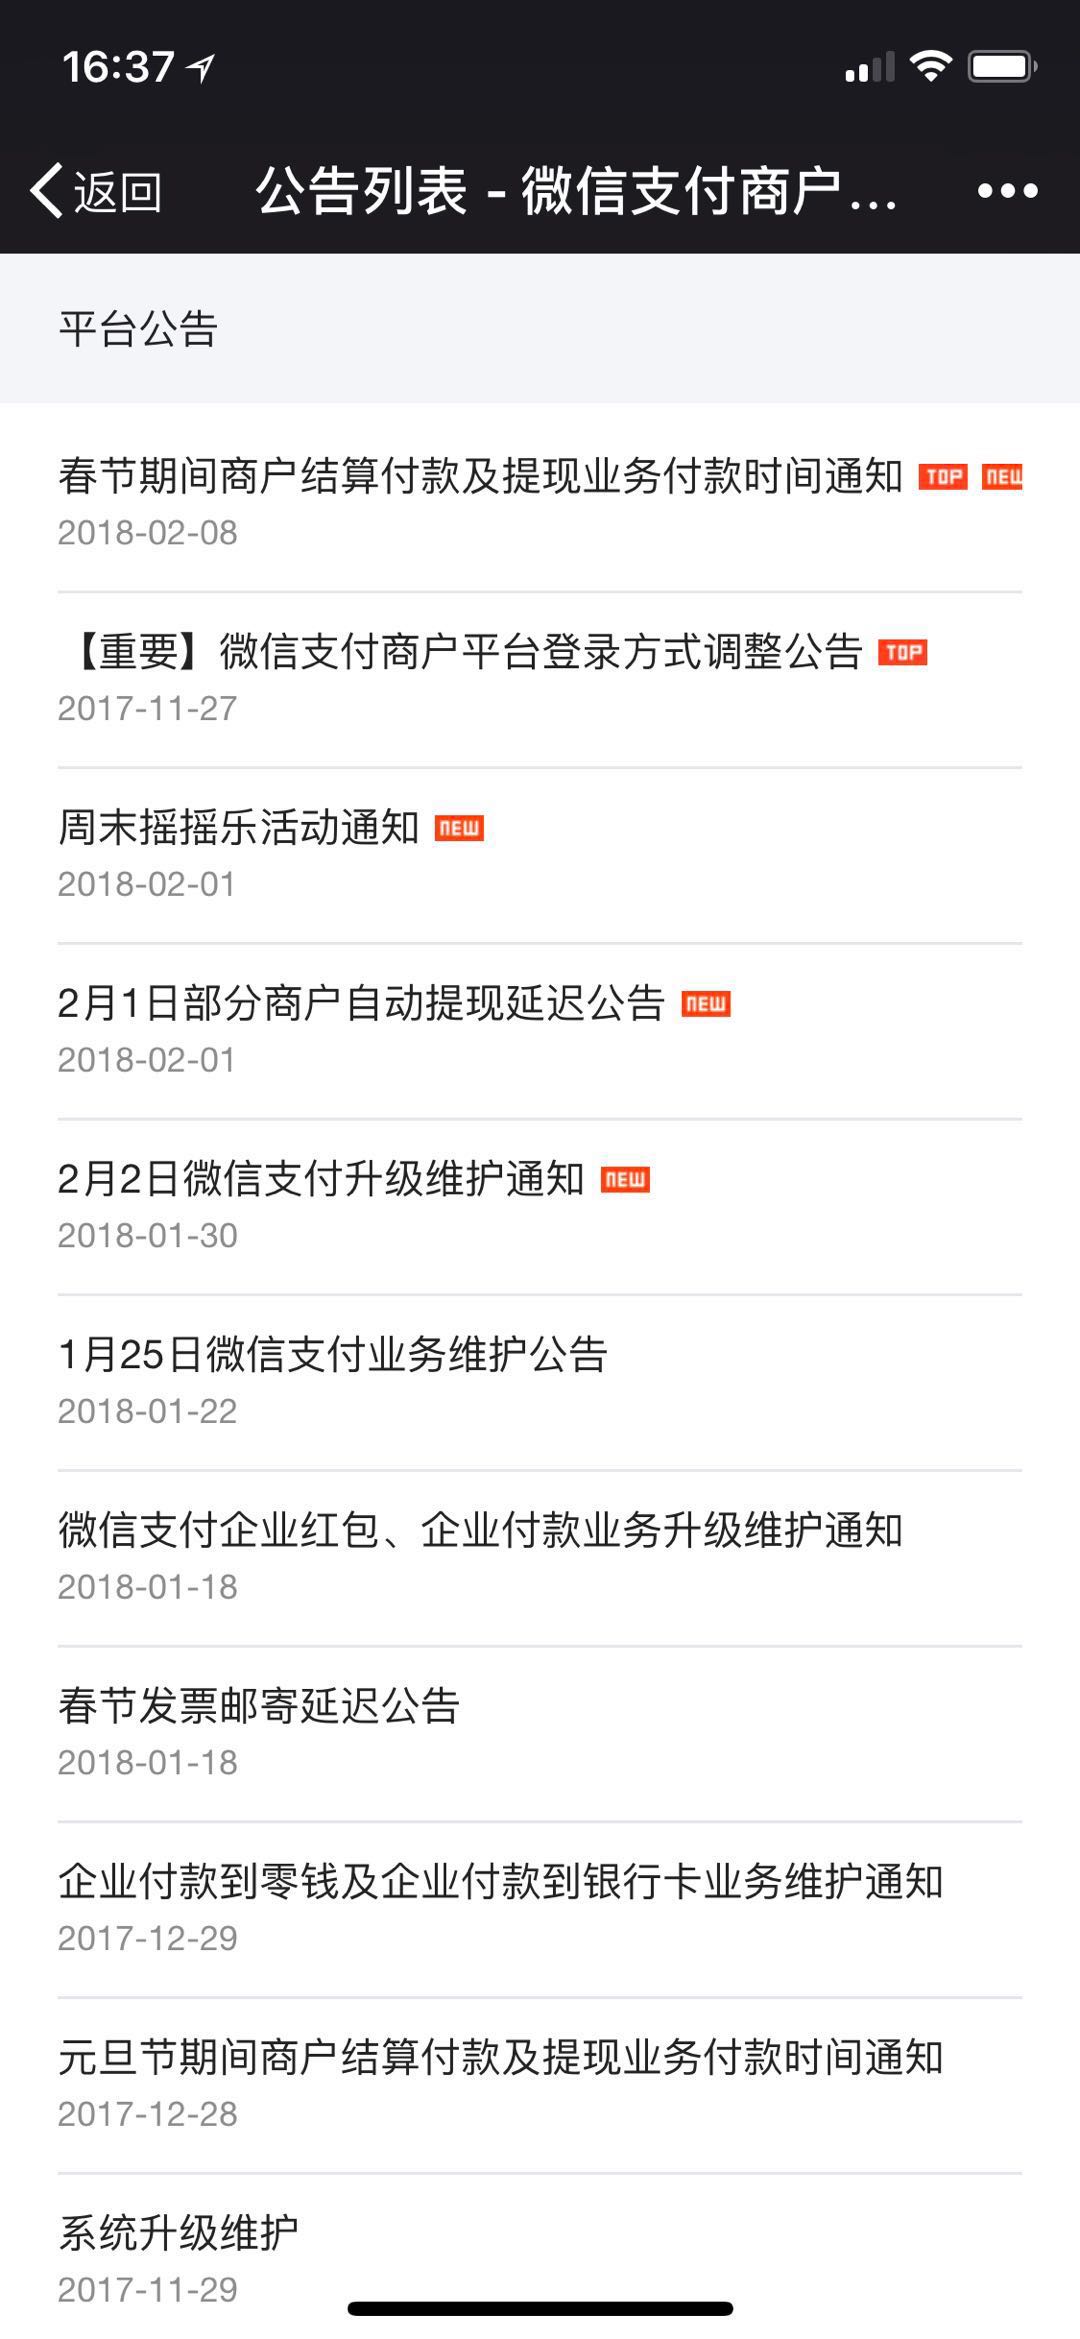 16:37
返回 公告列表 - 微信支付商户...
平台公告
春节期间商户结算付款及提现业务付款时间通知 TOP NEW
2018-02-08
【重要】微信支付商户平台登录方式调整公告 TOP
2017-11-27
周末摇摇乐活动通知 NEW
2018-02-01
2月1日部分商户自动提现延迟公告 NEW
2018-02-01
2月2日微信支付升级维护通知 NEW
2018-01-30
1月25日微信支付业务维护公告
2018-01-22
微信支付企业红包、企业付款业务升级维护通知
2018-01-18
春节发票邮寄延迟公告
2018-01-18
企业付款到零钱及企业付款到银行卡业务维护通知
2017-12-29
元旦节期间商户结算付款及提现业务付款时间通知
2017-12-28
系统升级维护
2017-11-29